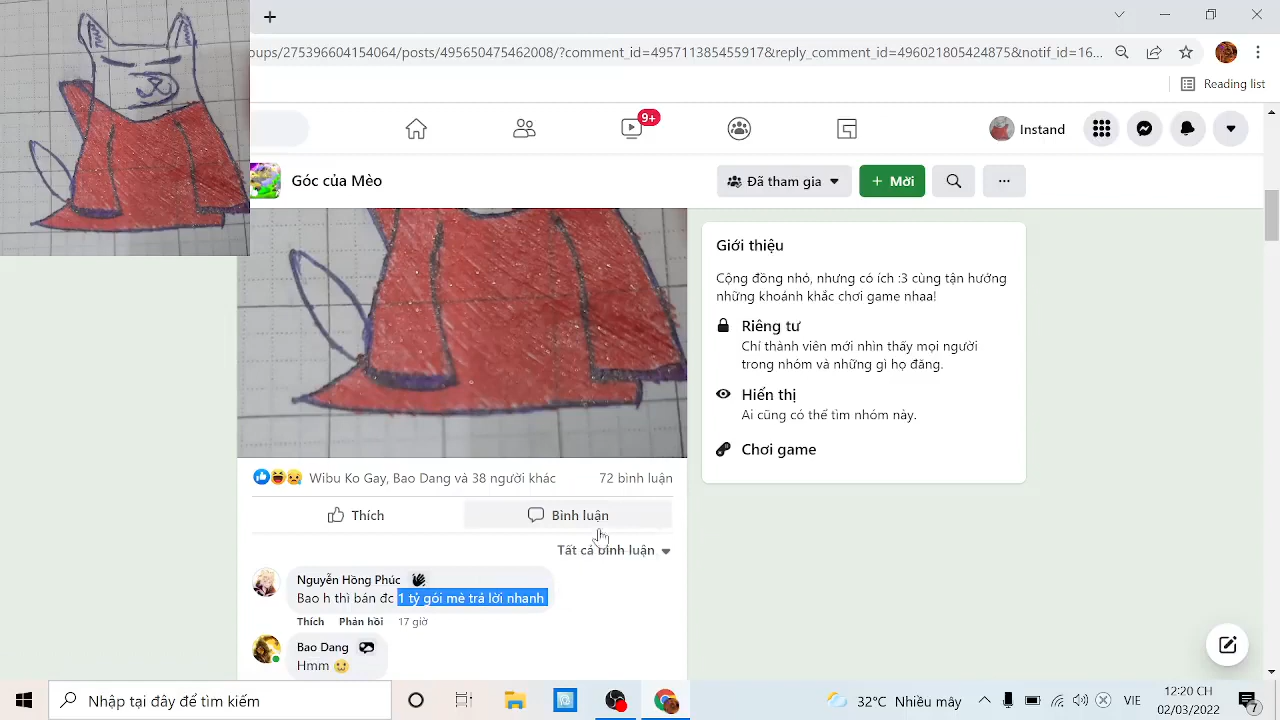 oups/275396604154064/posts/495650475462008/?comment_id=495711385455917&reply_comment_id=496021805424875&notif_id=16...
Reading list
9+
Instana
Góc của Mèo
Đã tham gia
+ Mời
...
Giới thiệu
Cộng đồng nhỏ, nhưng có ích :3 cùng tận hưởng
những khoảnh khắc chơi game nhaa!
Riêng tư
Chỉ thành viên mới nhìn thấy mọi người
trong nhóm và những gì họ đăng.
Hiển thị
Ai cũng có thể tìm nhóm này.
Chơi game
Wibu Ko Gay, Bao Dang và 38 người khác
72 bình luận
Thích
Bình luận
Tất cả bình luận
Nguyễn Hồng Phúc
Bao h thì bán đc 1 tỷ gói mè trả lời nhanh
Thích Phản hồi 17 giờ
Bao Dang
Hmm
Nhập tại đây để tìm kiếm
32°C Nhiều mây
VIE
12:20 CH
02/03/2022
7